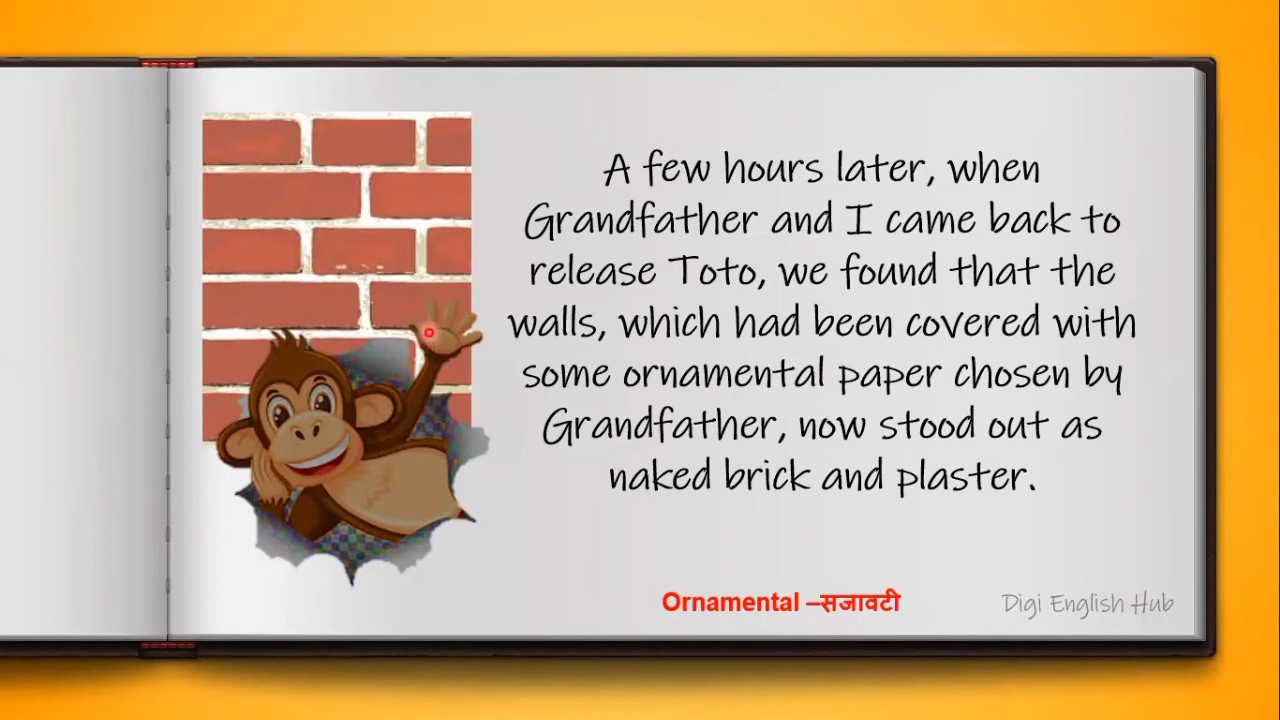 A few hours later, when
Grandfather and I came back to
release Toto, we found that the
walls, which had been covered with
some ornamental paper chosen by
Grandfather, now stood out as
naked brick and plaster.
Ornamental –सजावटी
Digi English Hub